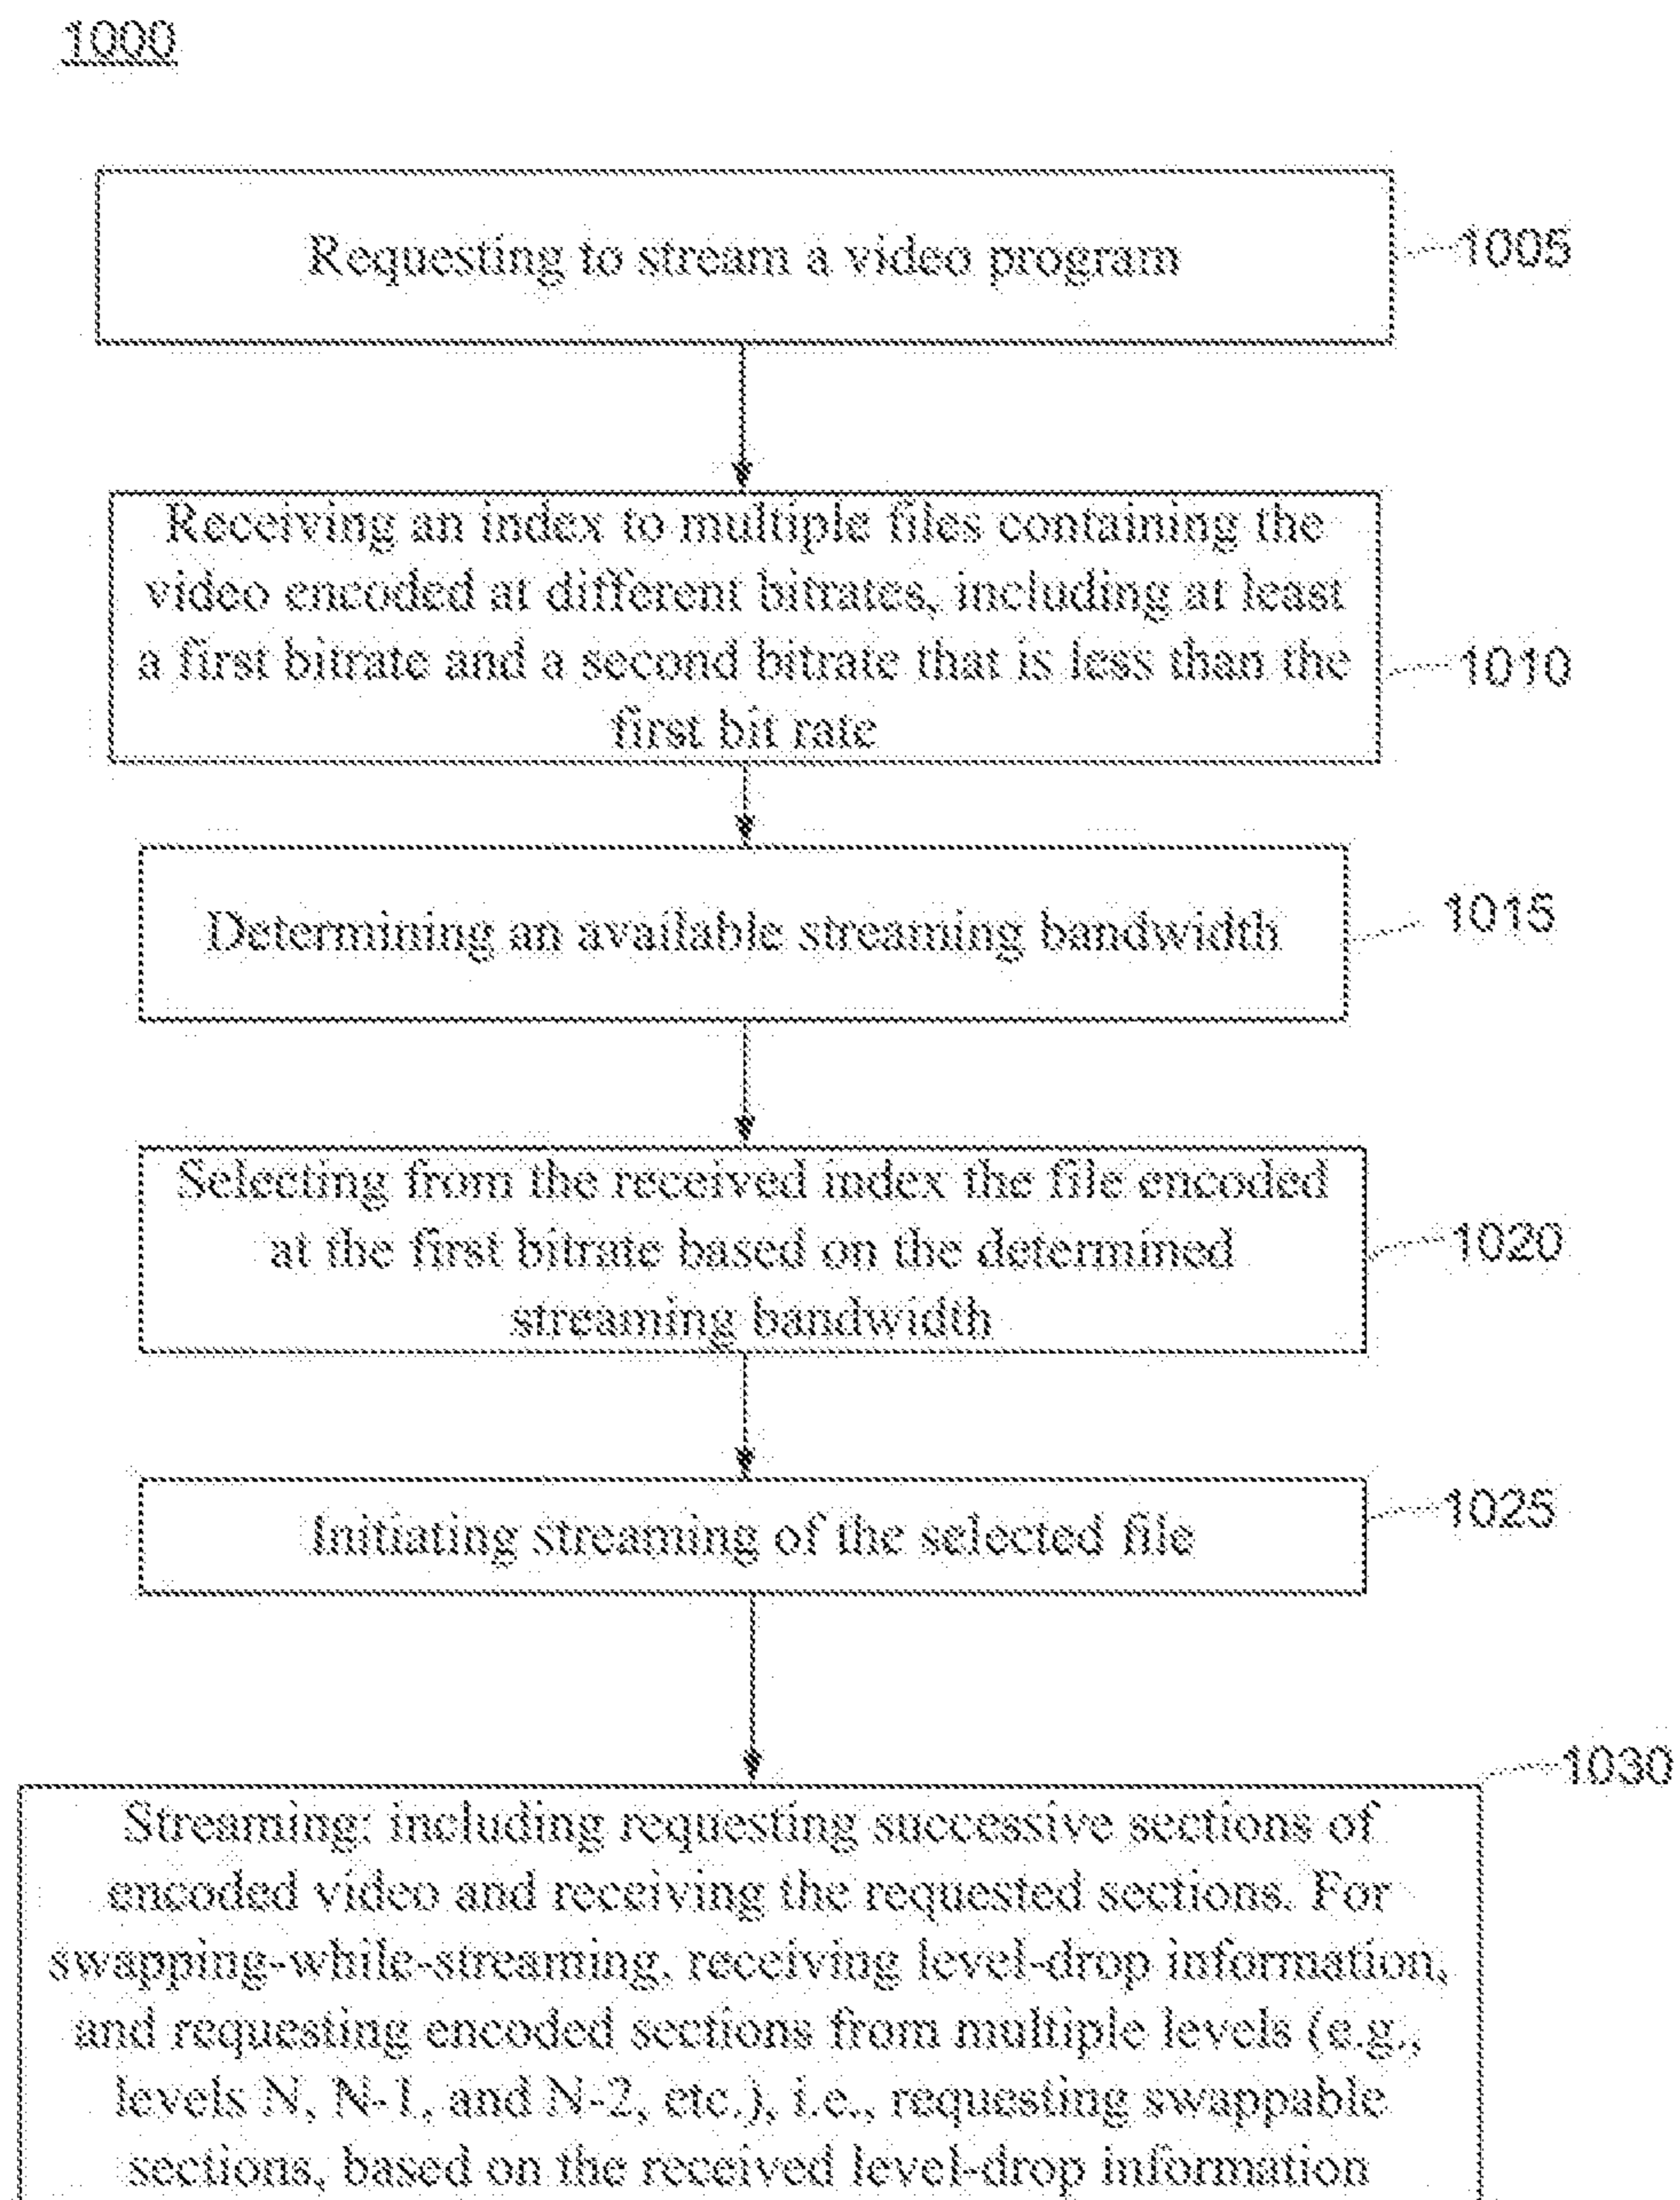 1000
Requesting to stream a video program
1005
Receiving an index to multiple files containing the
video encoded at different bitrates, including at least
a first bitrate and a second bitrate that is less than the
first bit rate
1010
Determining an available streaming bandwidth
1015
Selecting from the received index the file encoded
at the first bitrate based on the determined
streaming bandwidth
1020
Initiating streaming of the selected file
1025
1030
Streaming: including requesting successive sections of
encoded video and receiving the requested sections. For
swapping-while-streaming, receiving level-drop information,
and requesting encoded sections from multiple levels (e.g.,
levels N, N-1, and N-2, etc.), i.e., requesting swappable
sections, based on the received level-drop information